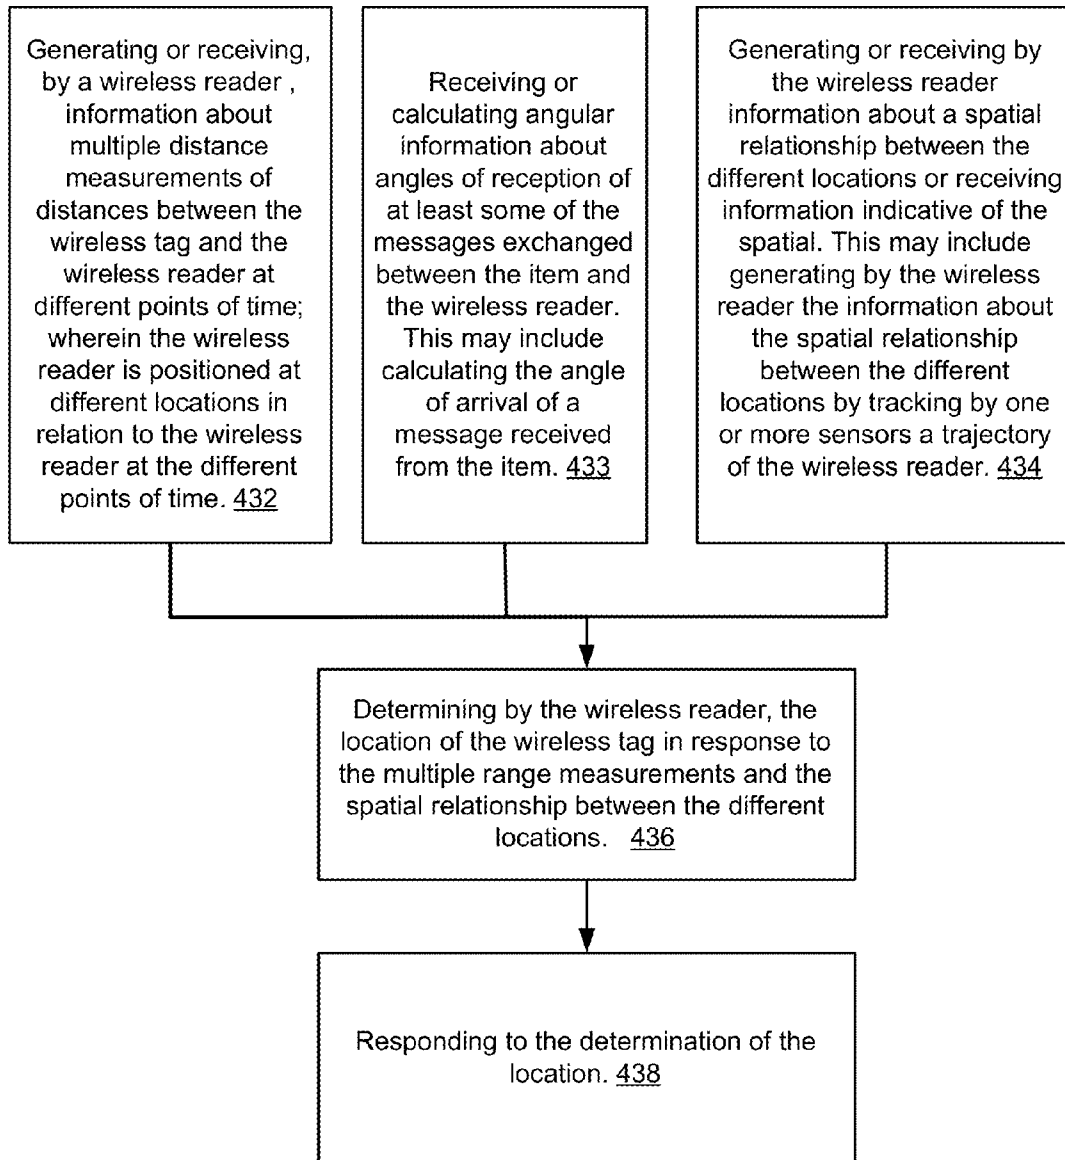 Generating or receiving,
by a wireless reader ,
information about
multiple distance
measurements of
distances between the
wireless tag and the
wireless reader at
different points of time;
wherein the wireless
reader is positioned at
different locations in
relation to the wireless
reader at the different
points of time. 432
Receiving or
calculating angular
information about
angles of reception of
at least some of the
messages exchanged
between the item and
the wireless reader.
This may include
calculating the angle
of arrival of a
message received
from the item. 433
Generating or receiving by
the wireless reader
information about a spatial
relationship between the
different locations or receiving
information indicative of the
spatial. This may include
generating by the wireless
reader the information about
the spatial relationship
between the different
locations by tracking by one
or more sensors a trajectory
of the wireless reader. 434
Determining by the wireless reader, the
location of the wireless tag in response to
the multiple range measurements and the
spatial relationship between the different
locations. 436
Responding to the determination of the
location. 438